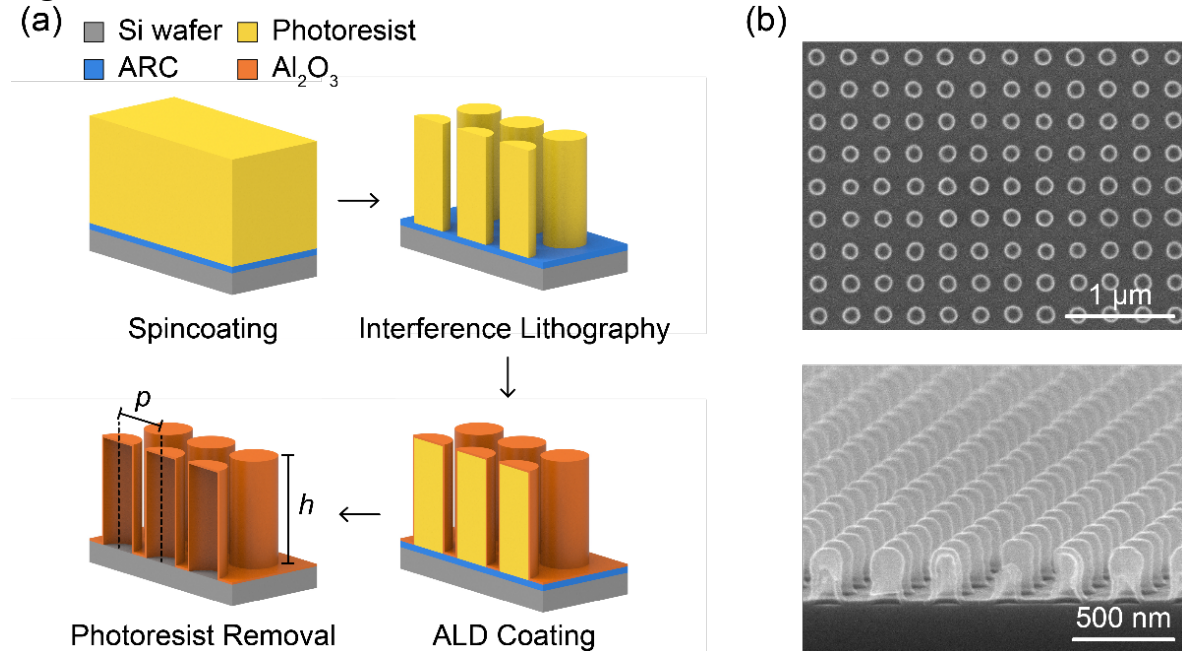 (a)
Si wafer Photoresist
ARC Al₂O₃
Spincoating
Interference Lithography
p
h
Photoresist Removal
ALD Coating
(b)
1 µm
500 nm